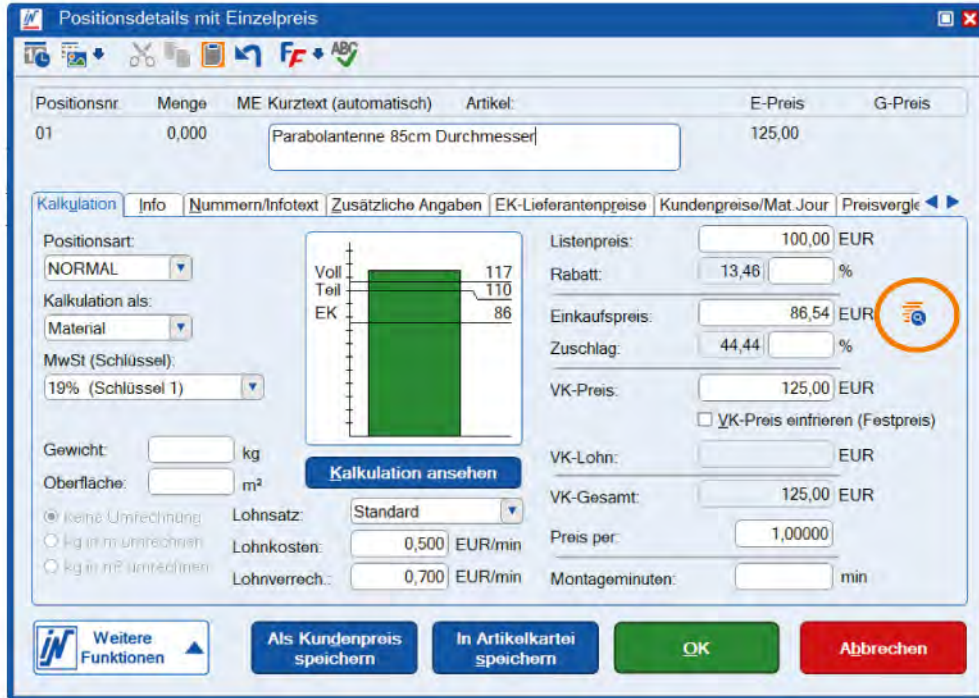 Positionsdetails mit Einzelpreis
FF ABC
Positionsnr. Menge ME Kurztext (automatisch) Artikel: E-Preis G-Preis
01 0,000 Parabolantenne 85cm Durchmesser 125,00
Kalkulation Info Nummern/Infotext Zusätzliche Angaben EK-Lieferantenpreise Kundenpreise/Mat.Jour Preisvergle
Positionsart:
NORMAL
Kalkulation als:
Material
MwSt (Schlüssel):
19% (Schlüssel 1)
Gewicht: kg
Oberfläche: m²
Keine Umrechnung
kg in m umrechnen
kg in m² umrechnen
Voll 117
Teil 110
EK 86
Kalkulation ansehen
Lohnsatz: Standard
Lohnkosten: 0,500 EUR/min
Lohnverrech.: 0,700 EUR/min
Listenpreis: 100,00 EUR
Rabatt: 13,46 %
Einkaufspreis: 86,54 EUR
Zuschlag: 44,44 %
VK-Preis: 125,00 EUR
VK-Preis einfrieren (Festpreis)
VK-Lohn: EUR
VK-Gesamt: 125,00 EUR
Preis per: 1,00000
Montageminuten: min
Weitere Funktionen
Als Kundenpreis speichern
In Artikelkartei speichern
OK
Abbrechen